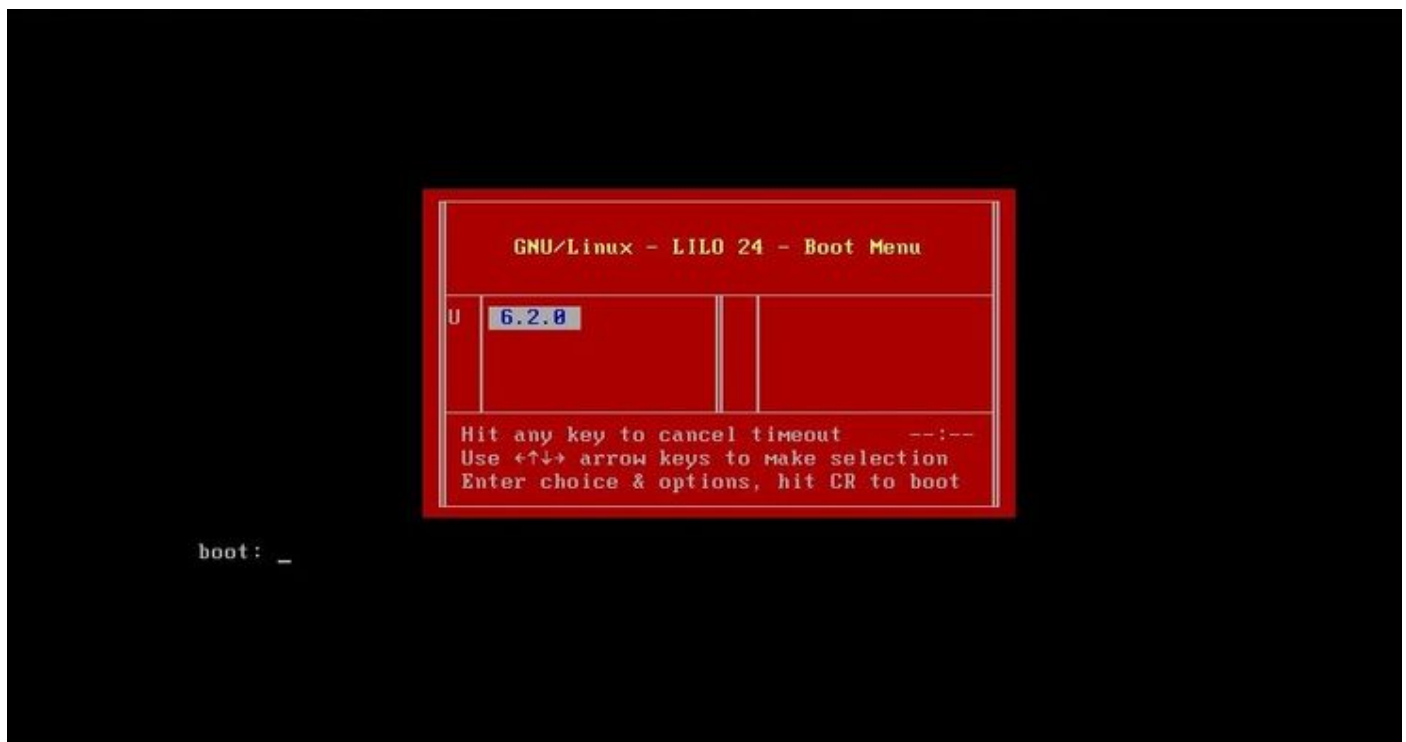 GNU/Linux - LILO 24 - Boot Menu
U 6.2.0
Hit any key to cancel timeout --:--
Use ←↑↓→ arrow keys to make selection
Enter choice & options, hit CR to boot
boot: _